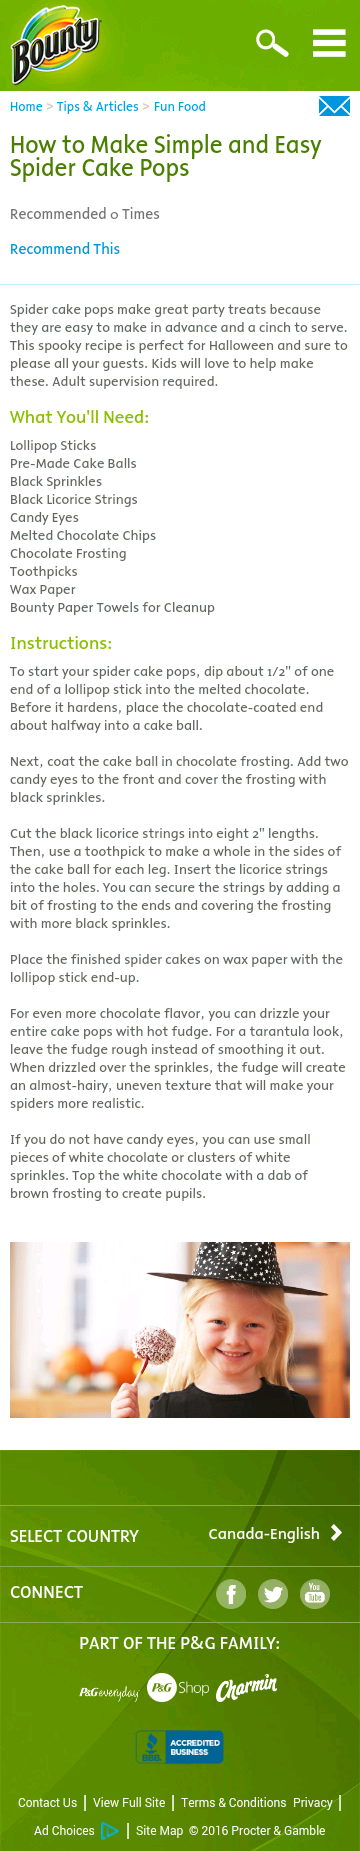 Bounty
Home > Tips & Articles > Fun Food
How to Make Simple and Easy
Spider Cake Pops
Recommended 0 Times
Recommend This
Spider cake pops make great party treats because
they are easy to make in advance and a cinch to serve.
This spooky recipe is perfect for Halloween and sure to
please all your guests. Kids will love to help make
these. Adult supervision required.
What You'll Need:
Lollipop Sticks
Pre-Made Cake Balls
Black Sprinkles
Black Licorice Strings
Candy Eyes
Melted Chocolate Chips
Chocolate Frosting
Toothpicks
Wax Paper
Bounty Paper Towels for Cleanup
Instructions:
To start your spider cake pops, dip about 1/2" of one
end of a lollipop stick into the melted chocolate.
Before it hardens, place the chocolate-coated end
about halfway into a cake ball.
Next, coat the cake ball in chocolate frosting. Add two
candy eyes to the front and cover the frosting with
black sprinkles.
Cut the black licorice strings into eight 2" lengths.
Then, use a toothpick to make a whole in the sides of
the cake ball for each leg. Insert the licorice strings
into the holes. You can secure the strings by adding a
bit of frosting to the ends and covering the frosting
with more black sprinkles.
Place the finished spider cakes on wax paper with the
lollipop stick end-up.
For even more chocolate flavor, you can drizzle your
entire cake pops with hot fudge. For a tarantula look,
leave the fudge rough instead of smoothing it out.
When drizzled over the sprinkles, the fudge will create
an almost-hairy, uneven texture that will make your
spiders more realistic.
If you do not have candy eyes, you can use small
pieces of white chocolate or clusters of white
sprinkles. Top the white chocolate with a dab of
brown frosting to create pupils.
SELECT COUNTRY Canada-English
CONNECT f You Tube
PART OF THE P&G FAMILY:
P&G everyday P&G Shop Charmin
BBB ACCREDITED
BUSINESS
Contact Us | View Full Site | Terms & Conditions Privacy |
Ad Choices | Site Map © 2016 Procter & Gamble